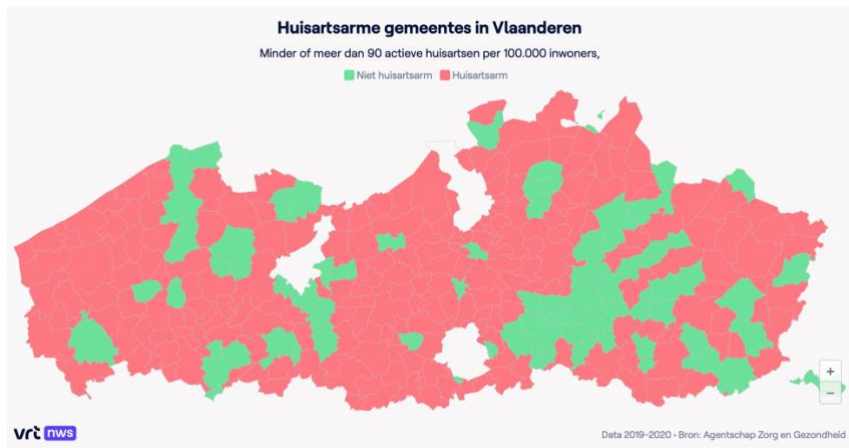 Huisartsarme gemeentes in Vlaanderen
Minder of meer dan 90 actieve huisartsen per 100.000 inwoners,
Niet huisartsarm Huisartsarm
+
−
vrt nws
Data 2019-2020 • Bron: Agentschap Zorg en Gezondheid